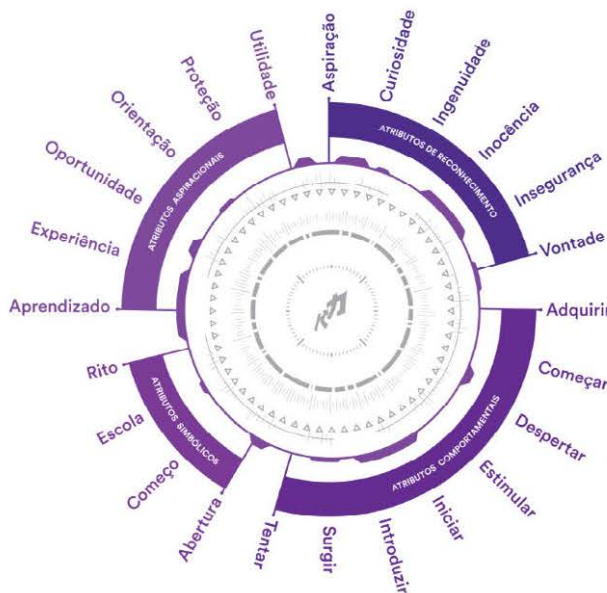 Aspiração
Curiosidade
Ingenuidade
Inocência
Insegurança
Vontade
ATRIBUTOS DE RECONHECIMENTO
Adquirir
Começar
Despertar
Estimular
Iniciar
Introduzir
Surgir
Tentar
ATRIBUTOS COMPORTAMENTAIS
Abertura
Começo
Escola
Rito
ATRIBUTOS SIMBÓLICOS
Aprendizado
Experiência
Oportunidade
Orientação
Proteção
Utilidade
ATRIBUTOS ASPIRACIONAIS